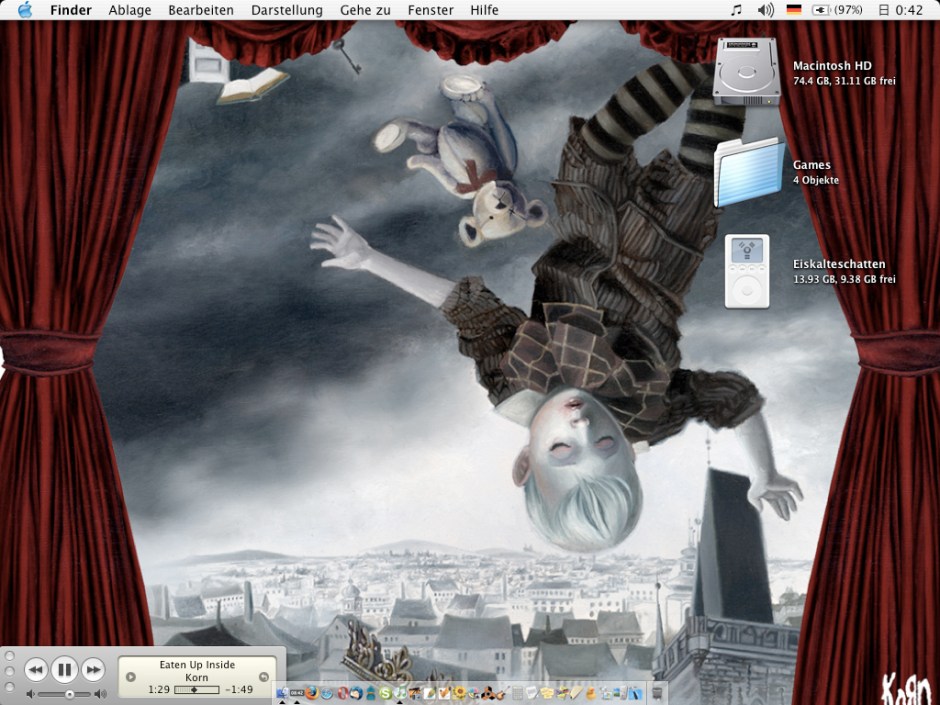 Finder Ablage Bearbeiten Darstellung Gehe zu Fenster Hilfe (97%) 0:42
Macintosh HD
74.4 GB, 31.11 GB frei
Games
4 Objekte
Eiskalteschatten
13.93 GB, 9.38 GB frei
Eaten Up Inside
Korn
1:29 -1:49
KoЯn